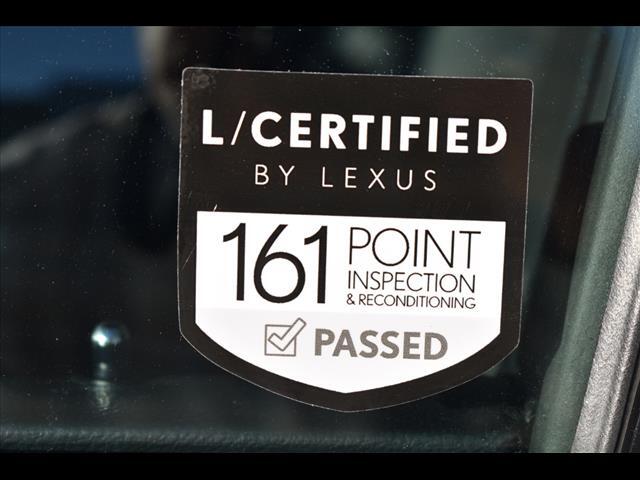 L/CERTIFIED
BY LEXUS
161 POINT
INSPECTION
& RECONDITIONING
PASSED